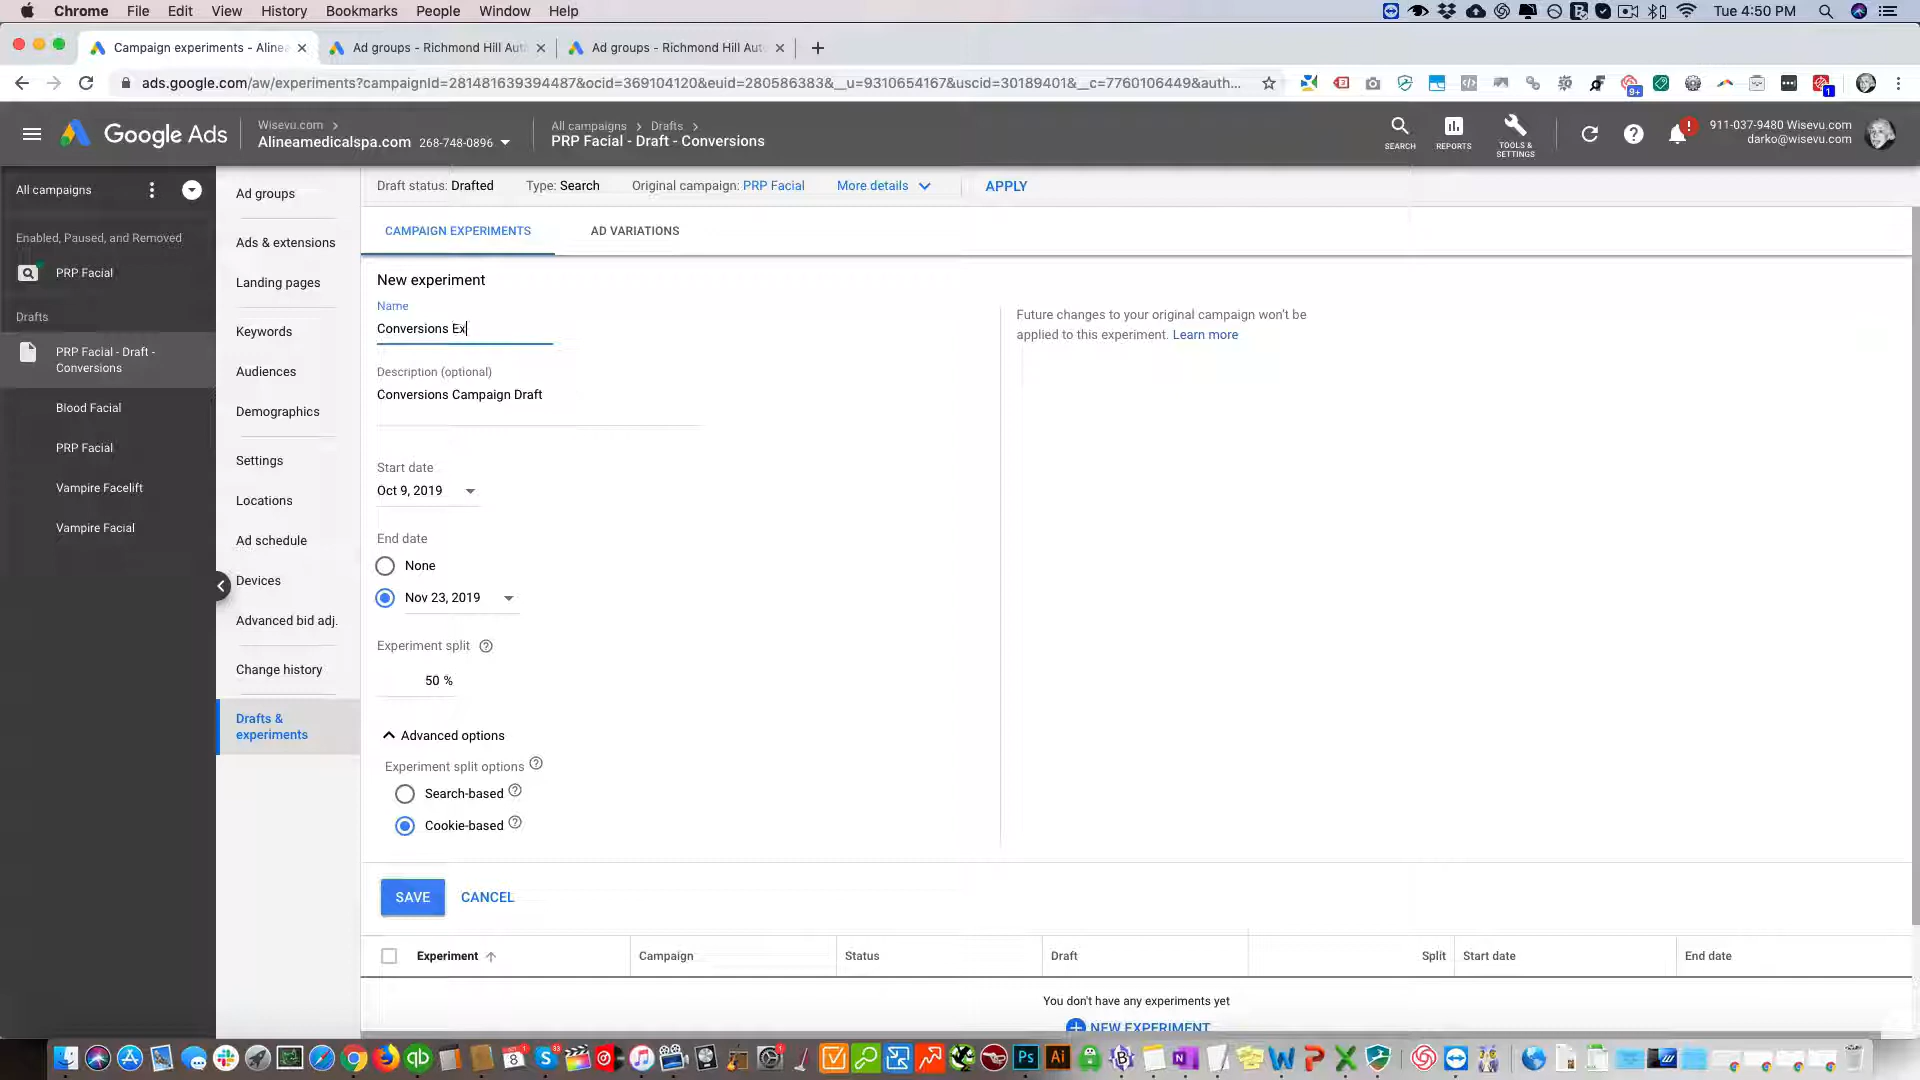 Chrome File Edit View History Bookmarks People Window Help
Tue 4:50 PM
Campaign experiments - Aline
Ad groups - Richmond Hill Aut
Ad groups - Richmond Hill Aut
ads.google.com/aw/experiments?campaignId=281481639394487&ocid=369104120&euid=280586383&__u=9310654167&uscid=30189401&__c=7760106449&auth...
9+
1
Google Ads
Wisevu.com
Alineamedicalspa.com 268-748-0896
All campaigns > Drafts >
PRP Facial - Draft - Conversions
SEARCH
REPORTS
TOOLS &
SETTINGS
911-037-9480 Wisevu.com
darko@wisevu.com
All campaigns
Enabled, Paused, and Removed
PRP Facial
Drafts
PRP Facial - Draft -
Conversions
Blood Facial
PRP Facial
Vampire Facelift
Vampire Facial
Ad groups
Ads & extensions
Landing pages
Keywords
Audiences
Demographics
Settings
Locations
Ad schedule
Devices
Advanced bid adj.
Change history
Drafts &
experiments
Draft status: Drafted Type: Search Original campaign: PRP Facial More details APPLY
CAMPAIGN EXPERIMENTS AD VARIATIONS
New experiment
Name
Conversions Ex
Description (optional)
Conversions Campaign Draft
Start date
Oct 9, 2019
End date
None
Nov 23, 2019
Experiment split
50 %
Advanced options
Experiment split options
Search-based
Cookie-based
Future changes to your original campaign won't be
applied to this experiment. Learn more
SAVE CANCEL
Experiment Campaign Status Draft Split Start date End date
You don't have any experiments yet
NEW EXPERIMENT